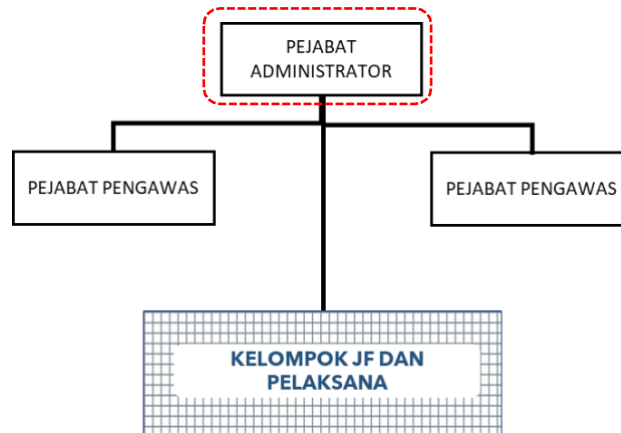 PEJABAT
ADMINISTRATOR
PEJABAT PENGAWAS
PEJABAT PENGAWAS
KELOMPOK JF DAN
PELAKSANA